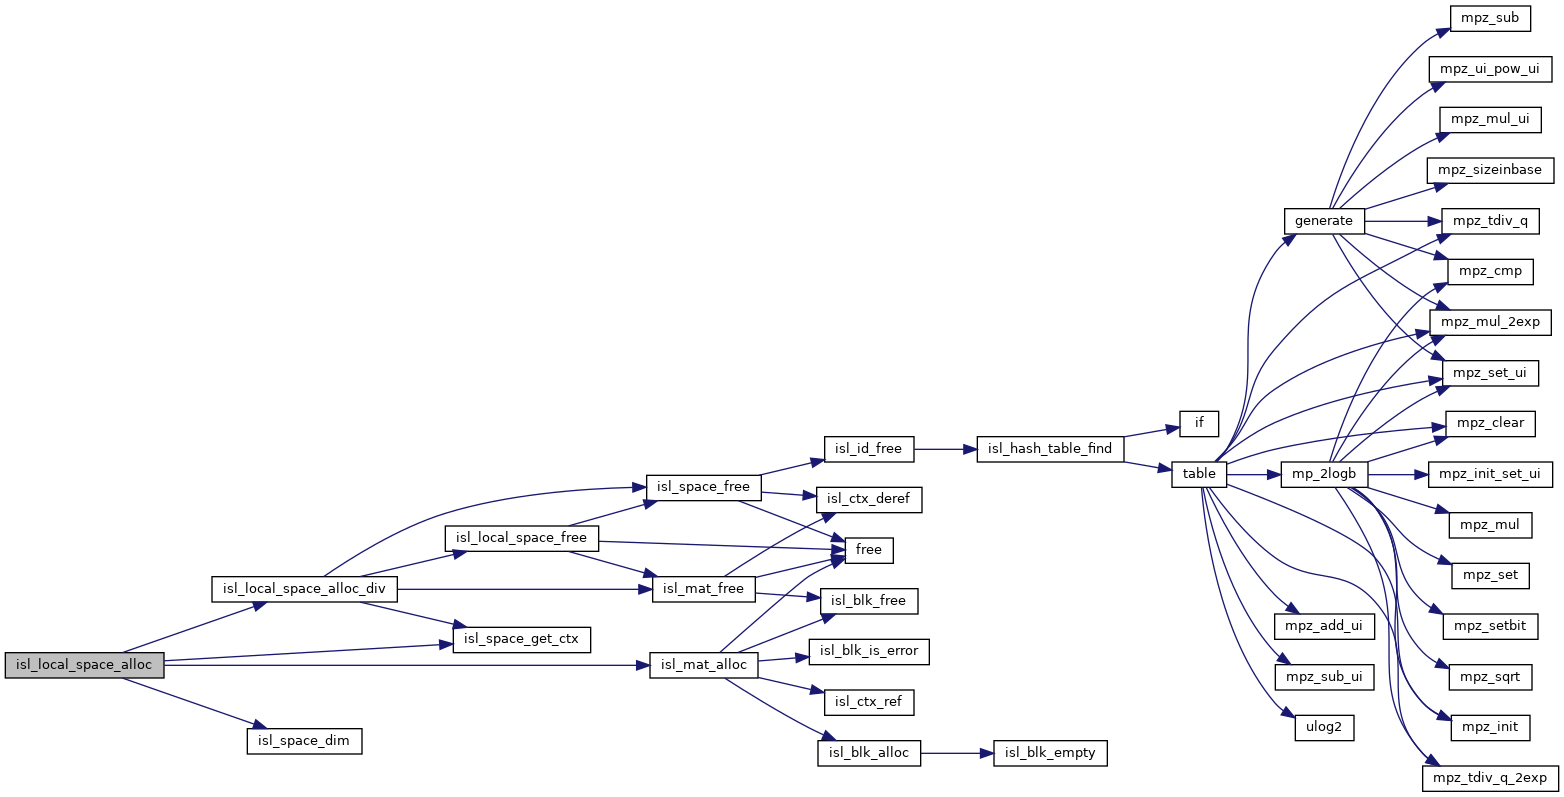 mpz_sub
mpz_ui_pow_ui
mpz_mul_ui
mpz_sizeinbase
generate
mpz_tdiv_q
mpz_cmp
mpz_mul_2exp
mpz_set_ui
if
mpz_clear
isl_id_free
isl_hash_table_find
table
mp_2logb
mpz_init_set_ui
isl_space_free
isl_ctx_deref
mpz_mul
isl_local_space_free
free
mpz_set
isl_local_space_alloc_div
isl_mat_free
isl_blk_free
mpz_add_ui
mpz_setbit
isl_space_get_ctx
isl_blk_is_error
isl_local_space_alloc
isl_mat_alloc
mpz_sub_ui
mpz_sqrt
isl_ctx_ref
ulog2
mpz_init
isl_space_dim
isl_blk_alloc
isl_blk_empty
mpz_tdiv_q_2exp